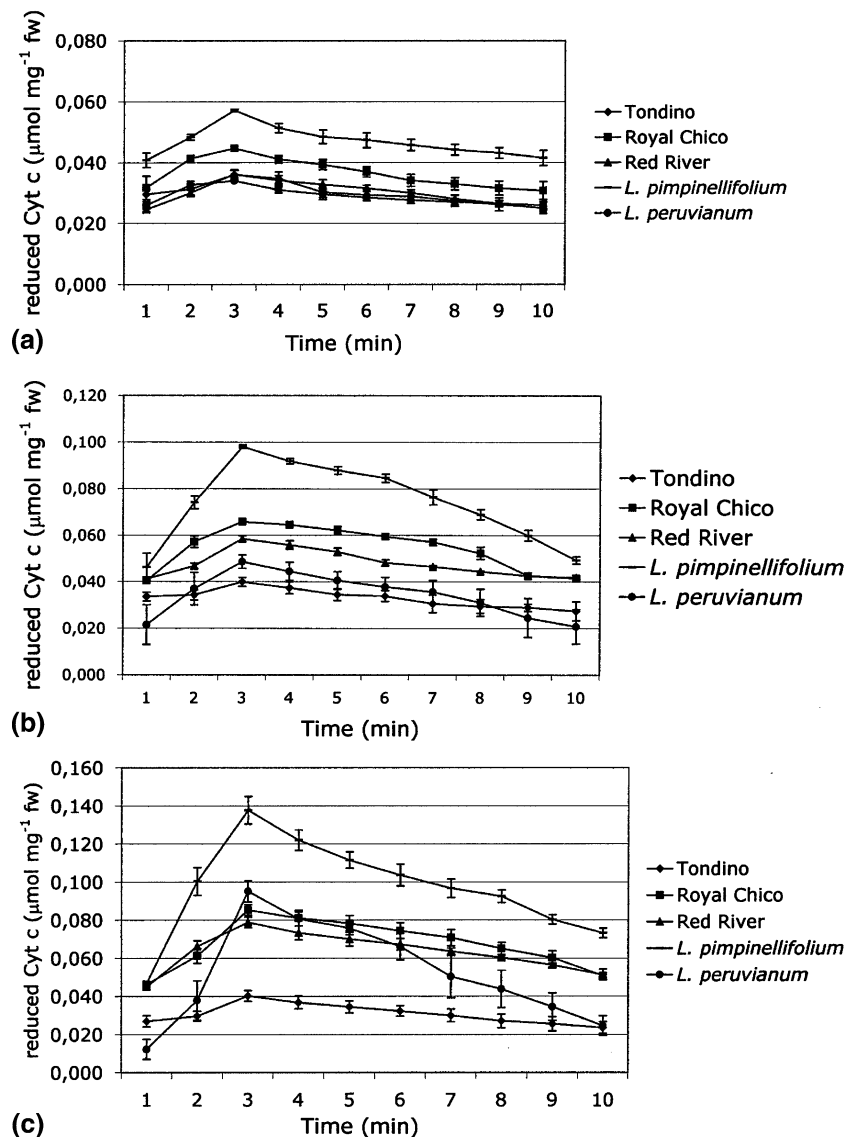 0,080
0,060
0,040
0,020
0,000
reduced Cyt c (μmol mg⁻¹ fw)
1 2 3 4 5 6 7 8 9 10
Time (min)
Tondino
Royal Chico
Red River
L. pimpinellifolium
L. peruvianum
(a)
0,120
0,100
0,080
0,060
0,040
0,020
0,000
reduced Cyt c (μmol mg⁻¹ fw)
1 2 3 4 5 6 7 8 9 10
Time (min)
Tondino
Royal Chico
Red River
L. pimpinellifolium
L. peruvianum
(b)
0,160
0,140
0,120
0,100
0,080
0,060
0,040
0,020
0,000
reduced Cyt c (μmol mg⁻¹ fw)
1 2 3 4 5 6 7 8 9 10
Time (min)
Tondino
Royal Chico
Red River
L. pimpinellifolium
L. peruvianum
(c)